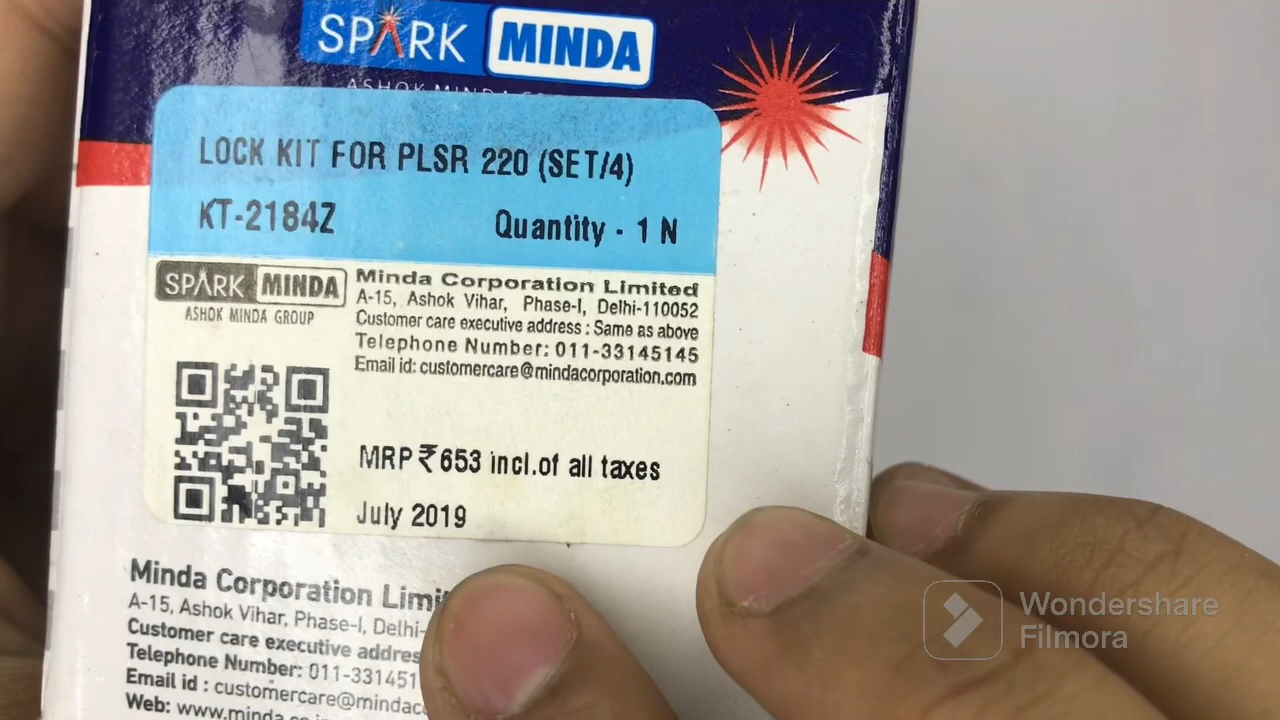 SPARK MINDA
ASHOK MINDA
LOCK KIT FOR PLSR 220 (SET/4)
KT-2184Z Quantity - 1 N
SPARK MINDA
ASHOK MINDA GROUP
Minda Corporation Limited
A-15, Ashok Vihar, Phase-I, Delhi-110052
Customer care executive address : Same as above
Telephone Number: 011-33145145
Email id: customercare@mindacorporation.com
MRP ₹653 incl.of all taxes
July 2019
Minda Corporation Limi
A-15, Ashok Vihar, Phase-I, Delhi-
Customer care executive addres
Telephone Number: 011-331451
Email id : customercare@mindac
Web: www.minda.co.in
Wondershare
Filmora